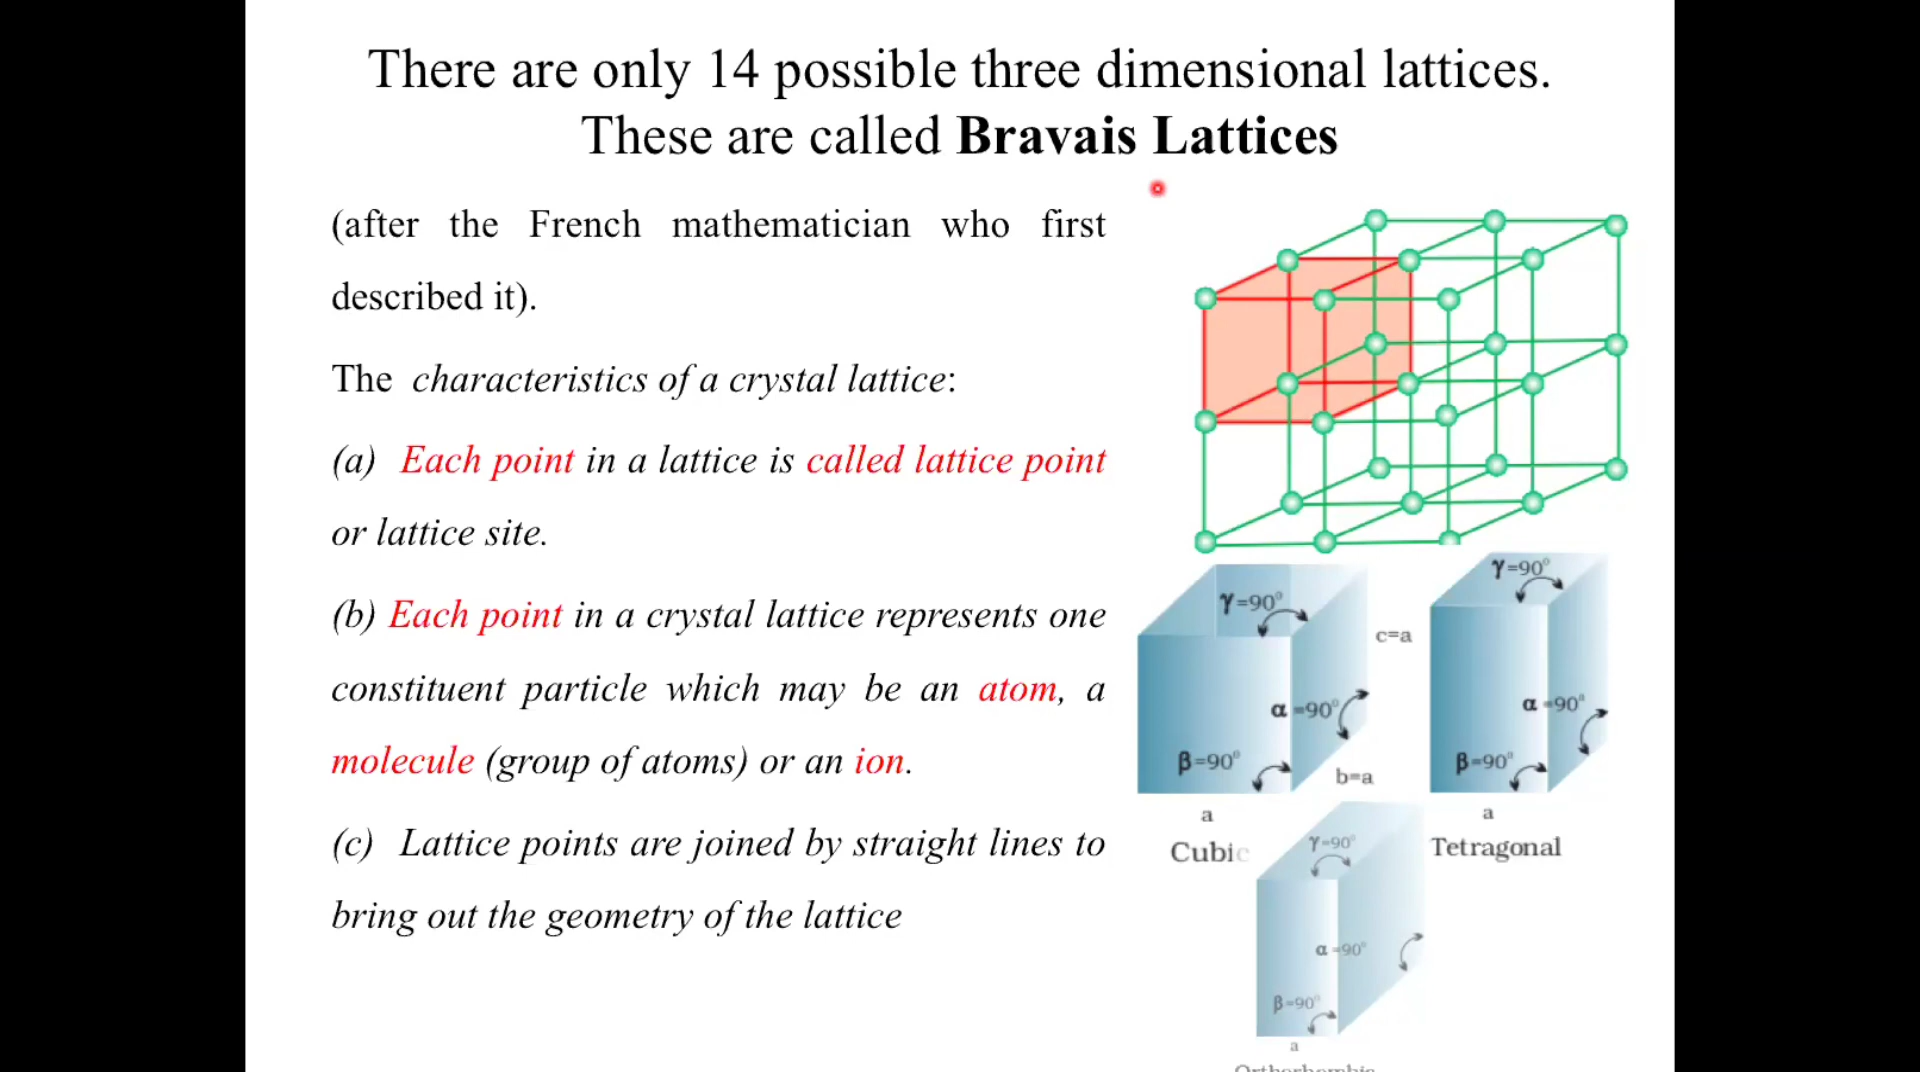 There are only 14 possible three dimensional lattices.
These are called Bravais Lattices
(after the French mathematician who first
described it).
The characteristics of a crystal lattice:
(a) Each point in a lattice is called lattice point
or lattice site.
(b) Each point in a crystal lattice represents one
constituent particle which may be an atom, a
molecule (group of atoms) or an ion.
(c) Lattice points are joined by straight lines to
bring out the geometry of the lattice
γ=90°
c=a
α=90°
β=90°
b=a
a
Cubic
γ=90°
α=90°
β=90°
a
Tetragonal
γ=90°
α=90°
β=90°
a